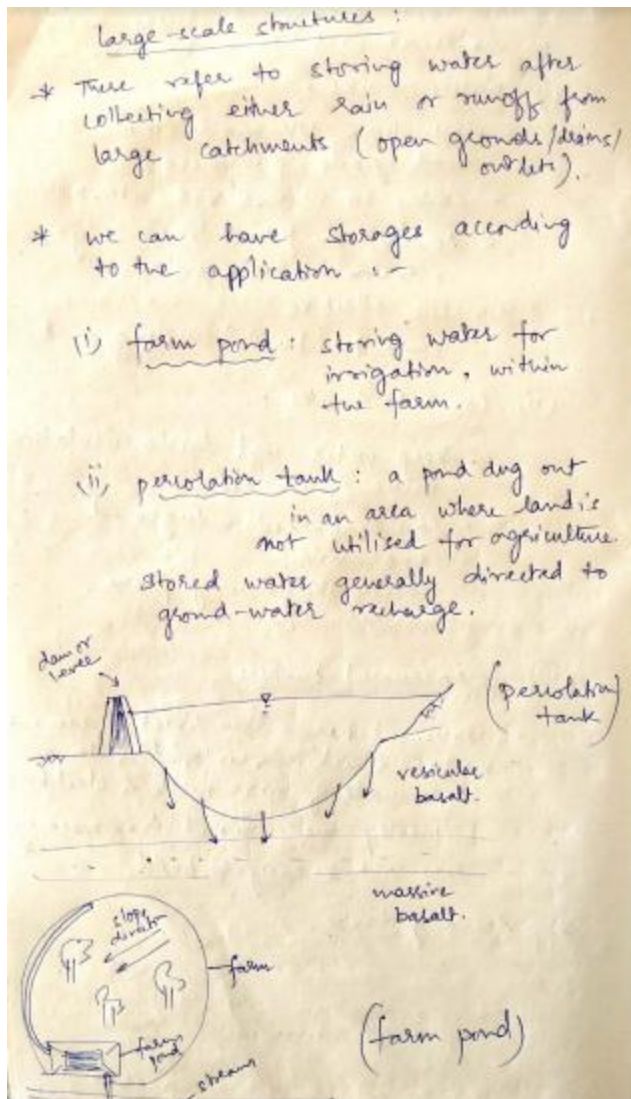 large-scale structures :
* These refer to storing water after
collecting either rain or runoff from
large catchments (open grounds/drains/
outlets).
* we can have storages according
to the application :-
(i) farm pond : storing water for
irrigation, within
the farm.
(ii) percolation tank : a pond dug out
in an area where land is
not utilised for agriculture.
Stored water generally directed to
ground-water recharge.
dam or
levee
(percolation
tank)
vesicular
basalt.
massive
basalt.
slope
farm
farm
pond
(farm pond)
stream